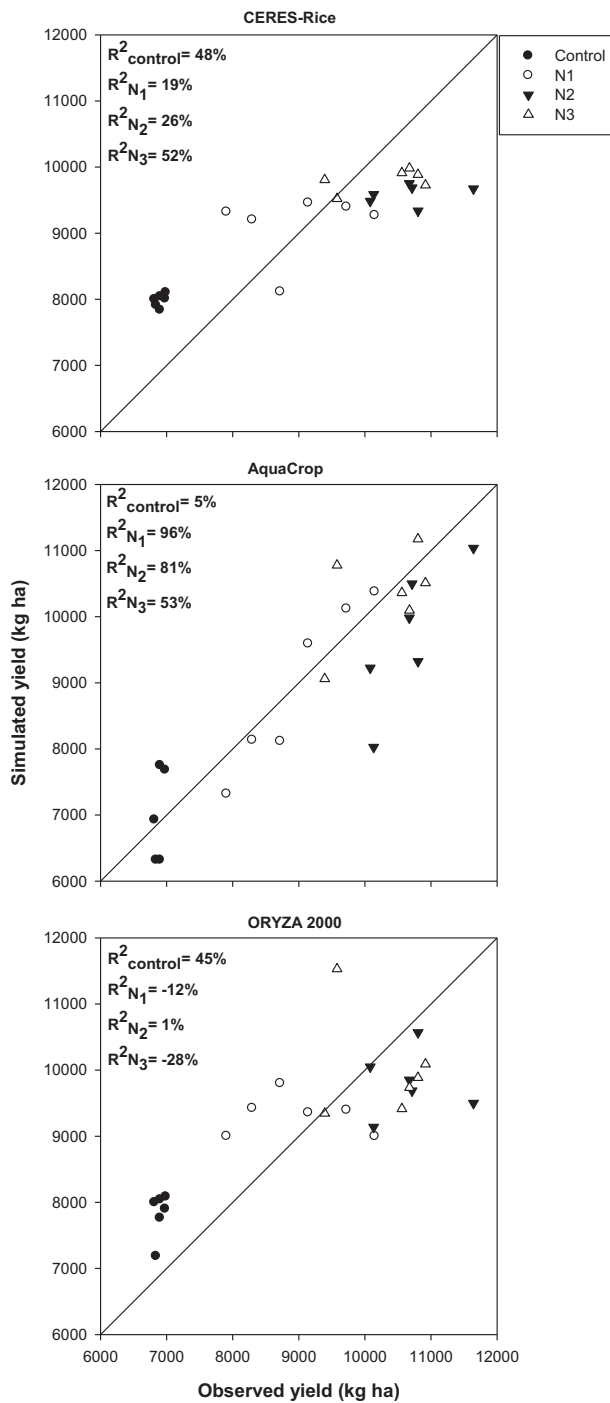 CERES-Rice
12000
11000
10000
9000
8000
7000
6000
R²control= 48%
R²N₁= 19%
R²N₂= 26%
R²N₃= 52%
Control
N1
N2
N3
AquaCrop
12000
11000
10000
9000
8000
7000
6000
R²control= 5%
R²N₁= 96%
R²N₂= 81%
R²N₃= 53%
Simulated yield (kg ha)
ORYZA 2000
12000
11000
10000
9000
8000
7000
6000
R²control= 45%
R²N₁= -12%
R²N₂= 1%
R²N₃= -28%
6000 7000 8000 9000 10000 11000 12000
Observed yield (kg ha)